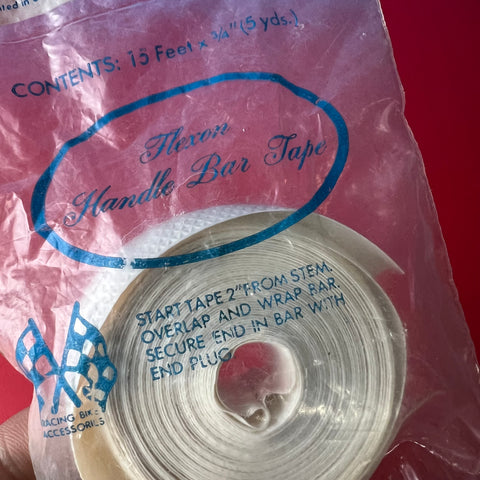 CONTENTS: 15 Feet x 3/4" (5 yds.)
Flexon
Handle Bar Tape
START TAPE 2" FROM STEM.
OVERLAP AND WRAP BAR.
SECURE END IN BAR WITH
END PLUG.
RACING BIKE
ACCESSORIES